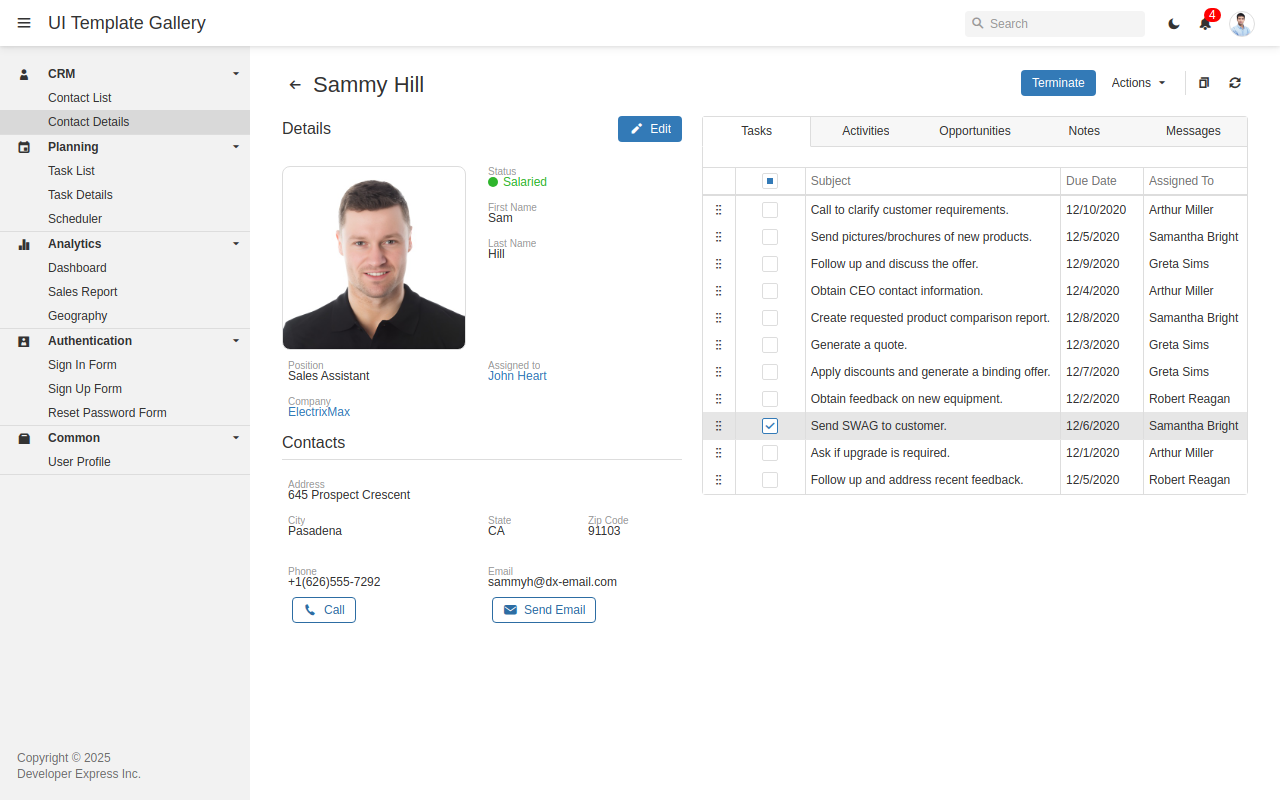 UI Template Gallery
Search
4
CRM
Contact List
Contact Details
Planning
Task List
Task Details
Scheduler
Analytics
Dashboard
Sales Report
Geography
Authentication
Sign In Form
Sign Up Form
Reset Password Form
Common
User Profile
Copyright © 2025
Developer Express Inc.
Sammy Hill
Terminate
Actions
Details
Edit
Status
Salaried
First Name
Sam
Last Name
Hill
Position
Sales Assistant
Assigned to
John Heart
Company
ElectrixMax
Contacts
Address
645 Prospect Crescent
City
Pasadena
State
CA
Zip Code
91103
Phone
+1(626)555-7292
Email
sammyh@dx-email.com
Call
Send Email
Tasks Activities Opportunities Notes Messages
Subject Due Date Assigned To
Call to clarify customer requirements. 12/10/2020 Arthur Miller
Send pictures/brochures of new products. 12/5/2020 Samantha Bright
Follow up and discuss the offer. 12/9/2020 Greta Sims
Obtain CEO contact information. 12/4/2020 Arthur Miller
Create requested product comparison report. 12/8/2020 Samantha Bright
Generate a quote. 12/3/2020 Greta Sims
Apply discounts and generate a binding offer. 12/7/2020 Greta Sims
Obtain feedback on new equipment. 12/2/2020 Robert Reagan
Send SWAG to customer. 12/6/2020 Samantha Bright
Ask if upgrade is required. 12/1/2020 Arthur Miller
Follow up and address recent feedback. 12/5/2020 Robert Reagan